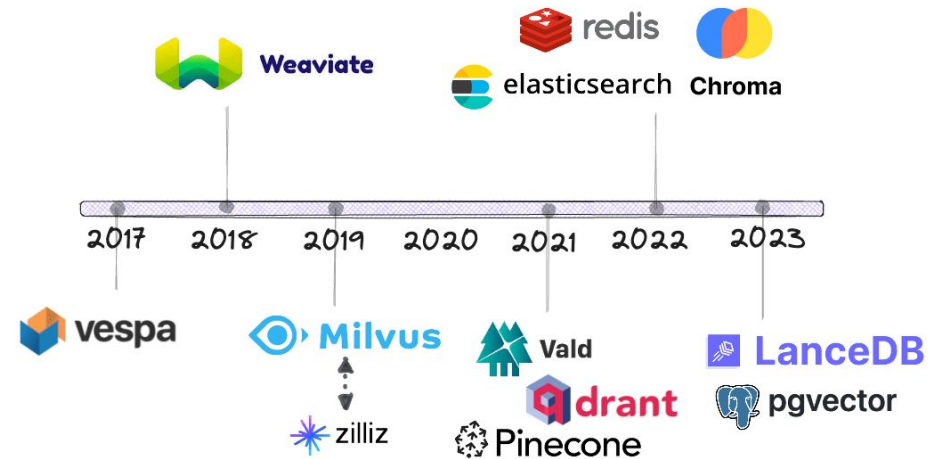 redis
Weaviate
elasticsearch
Chroma
2017 2018 2019 2020 2021 2022 2023
vespa
Milvus
Vald
LanceDB
qdrant
pgvector
zilliz
Pinecone